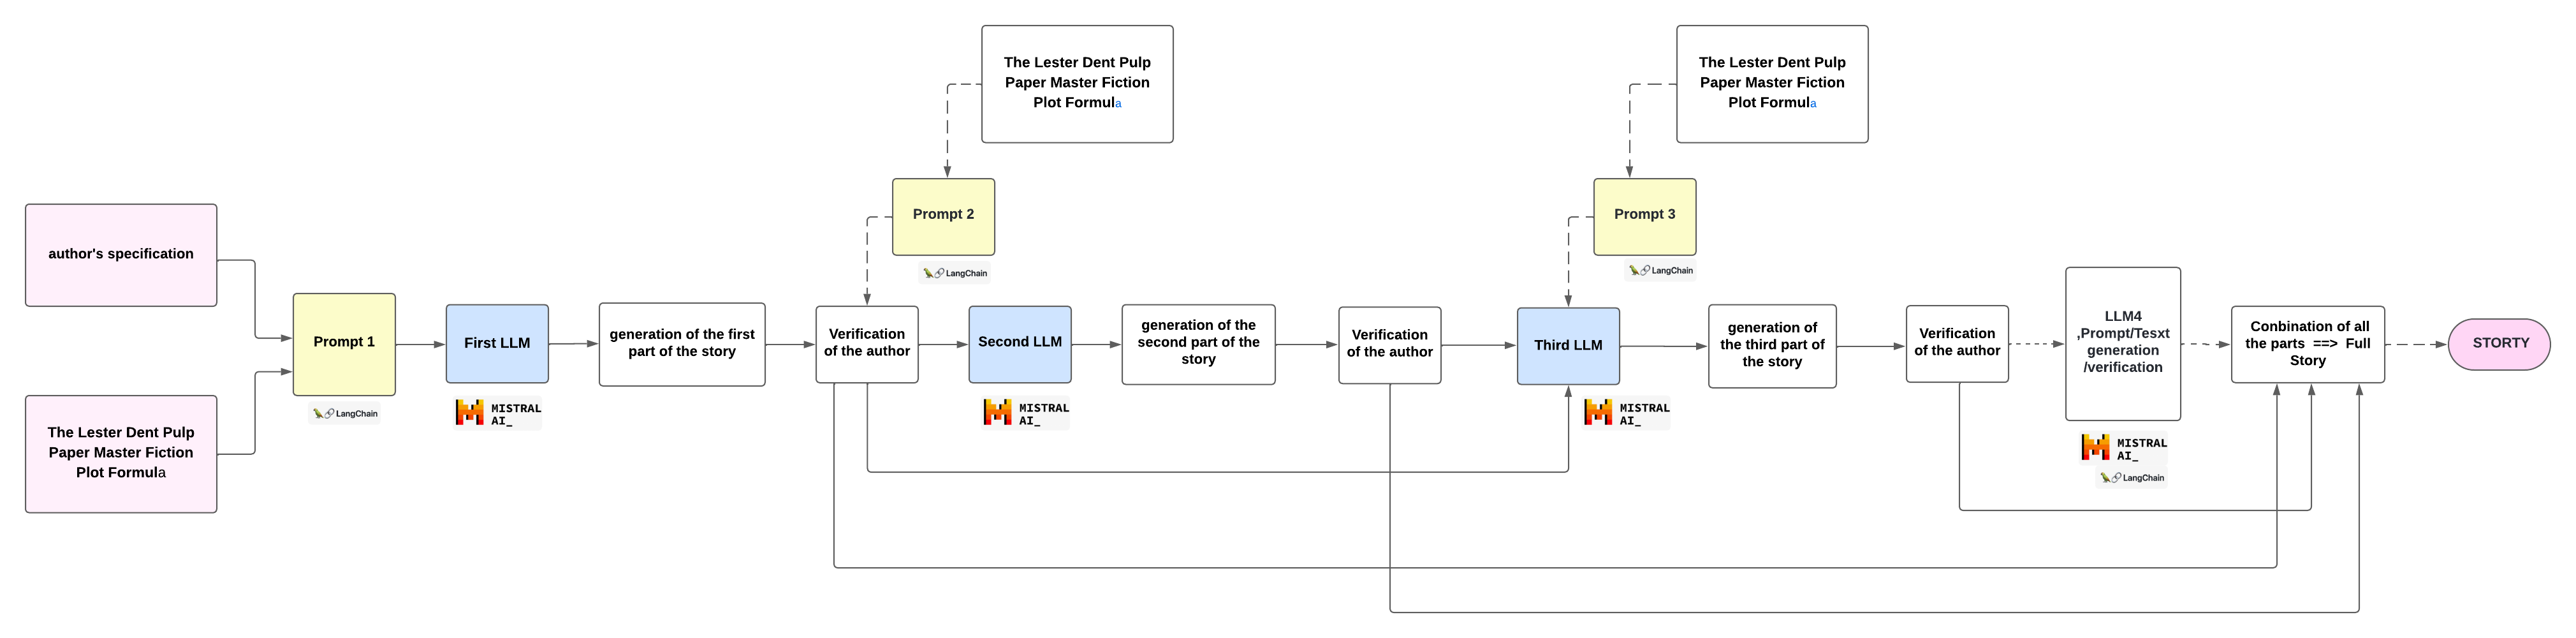 The Lester Dent Pulp
Paper Master Fiction
Plot Formula
The Lester Dent Pulp
Paper Master Fiction
Plot Formula
Prompt 2
LangChain
Prompt 3
LangChain
author's specification
The Lester Dent Pulp
Paper Master Fiction
Plot Formula
Prompt 1
LangChain
First LLM
MISTRAL
AI_
generation of the first
part of the story
Verification
of the author
Second LLM
MISTRAL
AI_
generation of the
second part of the
story
Verification
of the author
Third LLM
MISTRAL
AI_
generation of
the third part of
the story
Verification
of the author
LLM4
,Prompt/Tesxt
generation
/verification
MISTRAL
AI_
LangChain
Conbination of all
the parts ==> Full
Story
STORTY